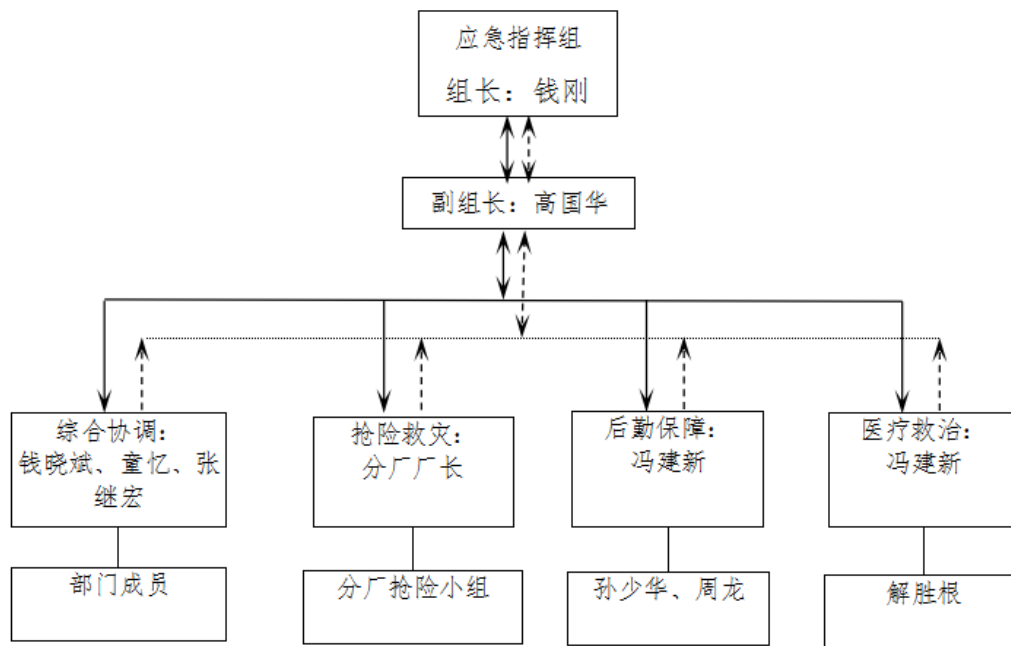 应急指挥组
组长：钱刚
副组长：高国华
综合协调：
钱晓斌、童忆、张
继宏
抢险救灾：
分厂厂长
后勤保障：
冯建新
医疗救治：
冯建新
部门成员
分厂抢险小组
孙少华、周龙
解胜根